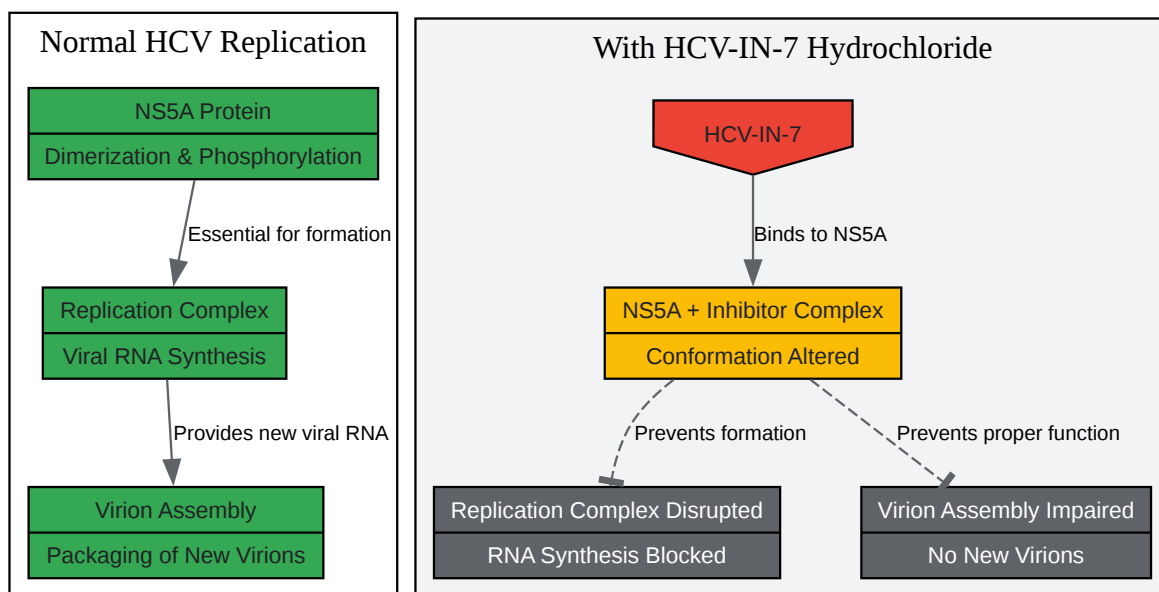 Normal HCV Replication
NS5A Protein
Dimerization & Phosphorylation
Essential for formation
Replication Complex
Viral RNA Synthesis
Provides new viral RNA
Virion Assembly
Packaging of New Virions
With HCV-IN-7 Hydrochloride
HCV-IN-7
Binds to NS5A
NS5A + Inhibitor Complex
Conformation Altered
Prevents formation
Prevents proper function
Replication Complex Disrupted
RNA Synthesis Blocked
Virion Assembly Impaired
No New Virions